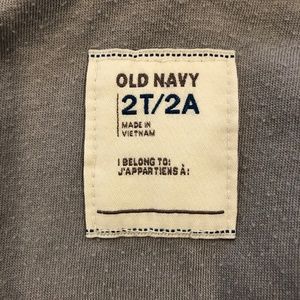 OLD NAVY
2T/2A
MADE IN
VIETNAM
I BELONG TO:
J'APPARTIENS À: